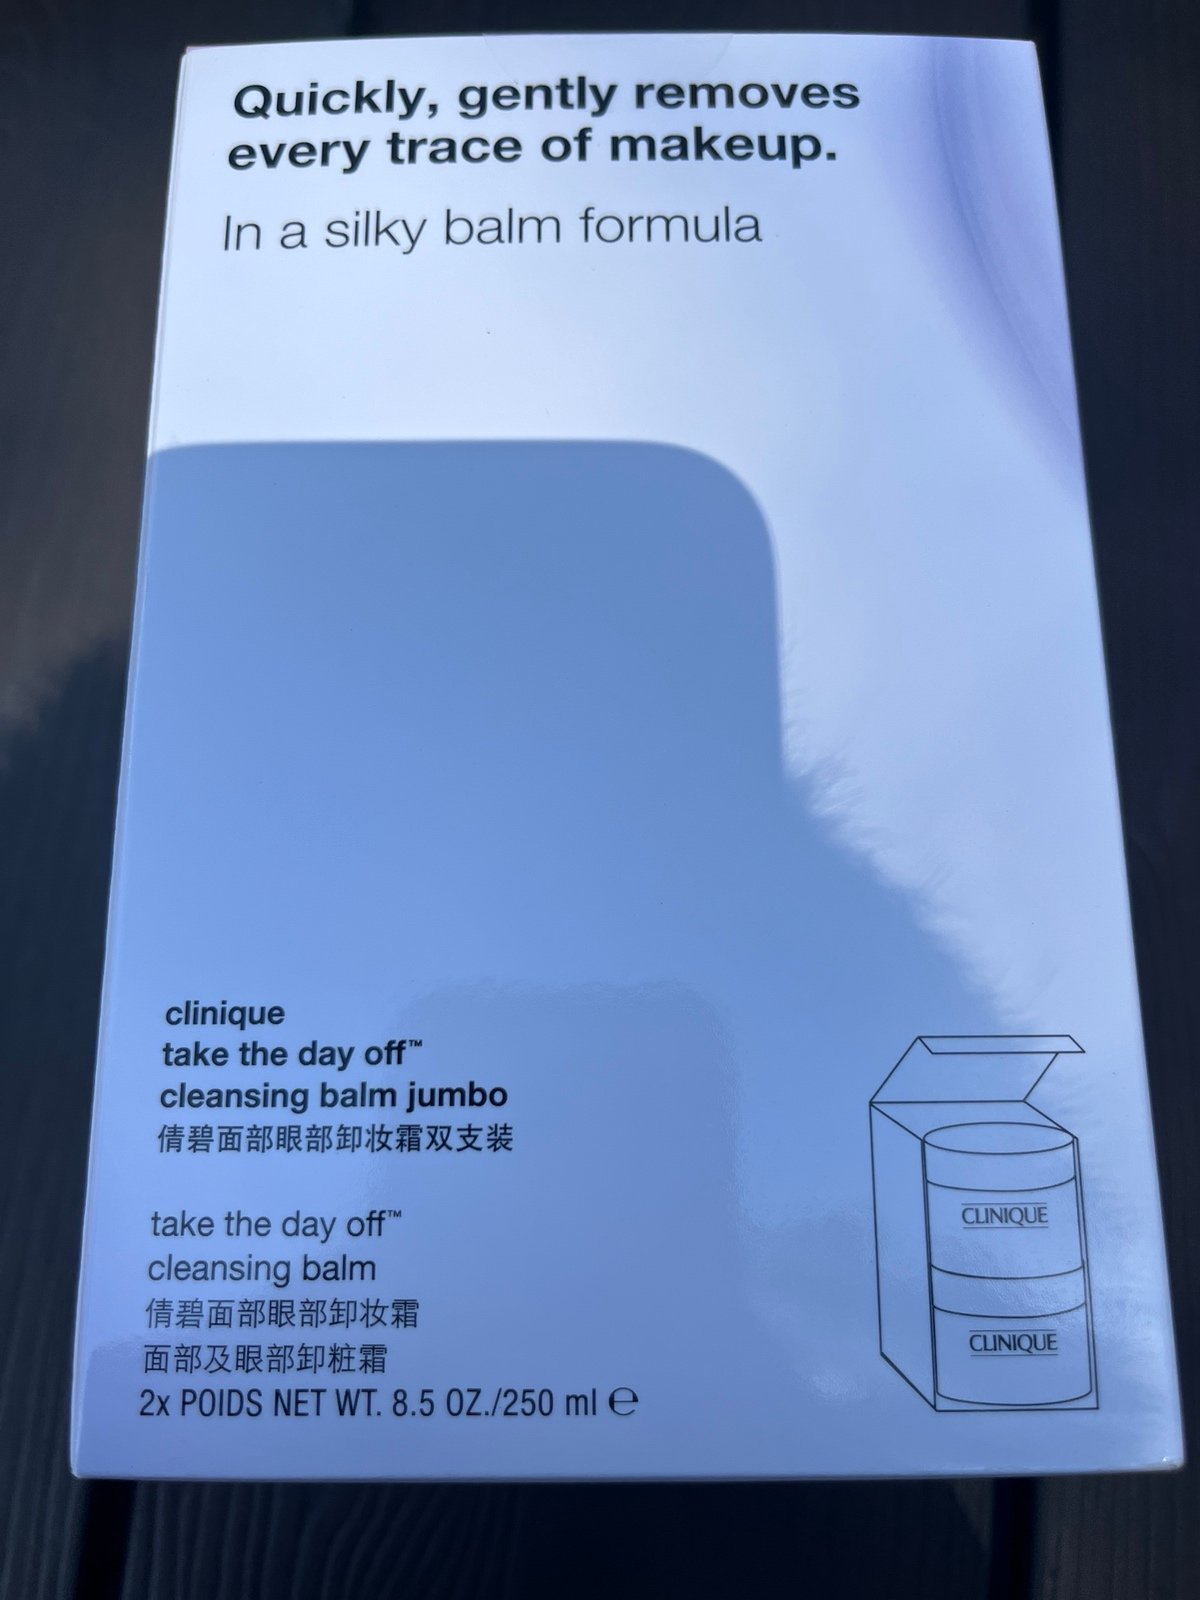 Quickly, gently removes
every trace of makeup.
In a silky balm formula
clinique
take the day off™
cleansing balm jumbo
倩碧面部眼部卸妆霜双支装
take the day off™
cleansing balm
倩碧面部眼部卸妆霜
面部及眼部卸粧霜
2x POIDS NET WT. 8.5 OZ./250 ml ℮
CLINIQUE
CLINIQUE